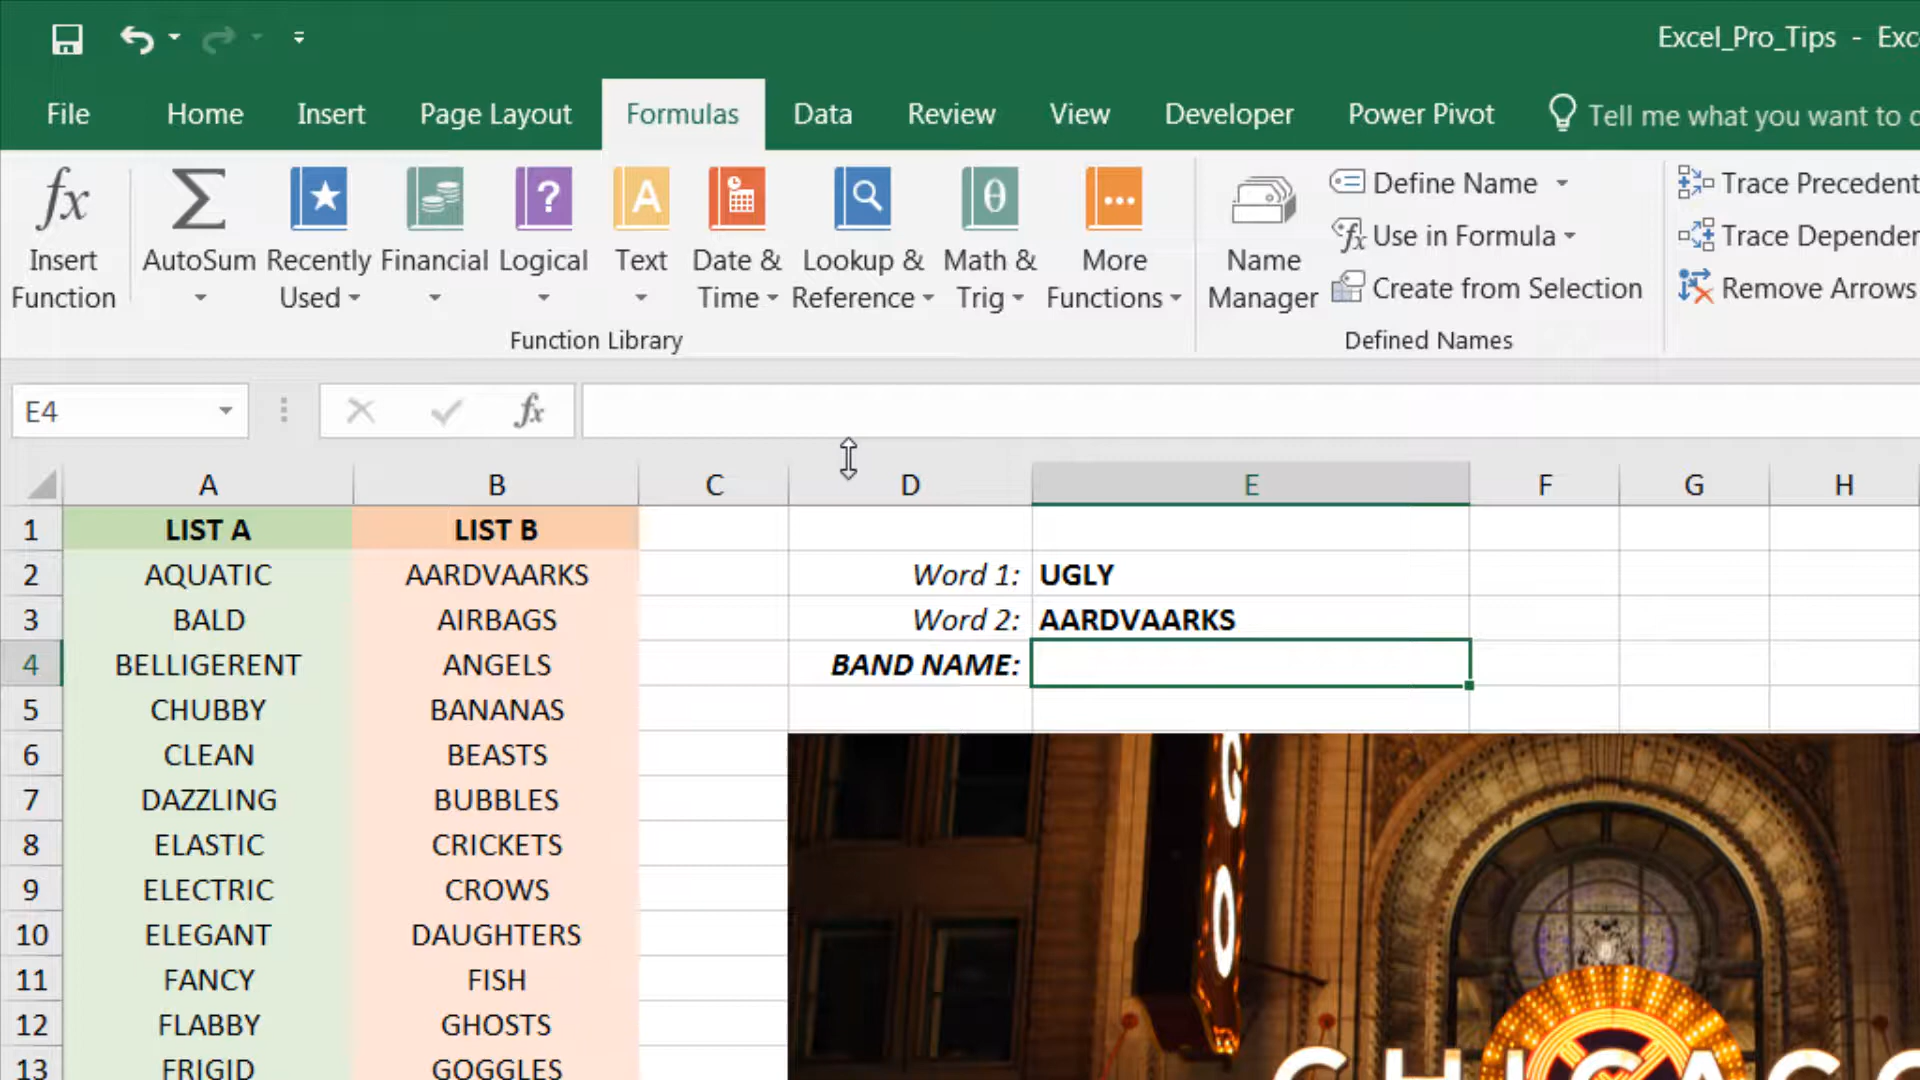 Excel_Pro_Tips - Exc
File Home Insert Page Layout Formulas Data Review View Developer Power Pivot Tell me what you want to
fx Σ A θ
Insert Function AutoSum Recently Used Financial Logical Text Date & Time Lookup & Reference Math & Trig More Functions
Function Library
Name Manager
Define Name
Use in Formula
Create from Selection
Defined Names
Trace Precedent
Trace Depender
Remove Arrows
E4 fx
A B C D E F G H
1 LIST A LIST B
2 AQUATIC AARDVAARKS Word 1: UGLY
3 BALD AIRBAGS Word 2: AARDVAARKS
4 BELLIGERENT ANGELS BAND NAME:
5 CHUBBY BANANAS
6 CLEAN BEASTS
7 DAZZLING BUBBLES
8 ELASTIC CRICKETS
9 ELECTRIC CROWS
10 ELEGANT DAUGHTERS
11 FANCY FISH
12 FLABBY GHOSTS
13 FRIGID GOGGLES
G
O
CHICAGO